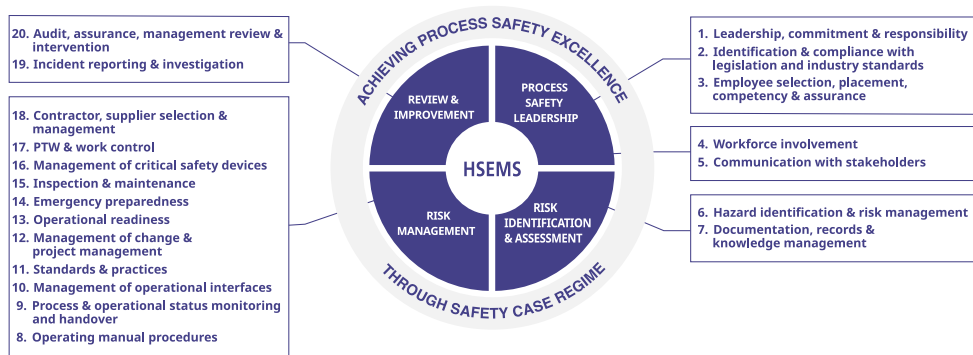 20. Audit, assurance, management review &
intervention
19. Incident reporting & investigation
18. Contractor, supplier selection &
management
17. PTW & work control
16. Management of critical safety devices
15. Inspection & maintenance
14. Emergency preparedness
13. Operational readiness
12. Management of change &
project management
11. Standards & practices
10. Management of operational interfaces
9. Process & operational status monitoring
and handover
8. Operating manual procedures
ACHIEVING PROCESS SAFETY EXCELLENCE
REVIEW &
IMPROVEMENT
PROCESS
SAFETY
LEADERSHIP
HSEMS
RISK
MANAGEMENT
RISK
IDENTIFICATION
& ASSESSMENT
THROUGH SAFETY CASE REGIME
1. Leadership, commitment & responsibility
2. Identification & compliance with
legislation and industry standards
3. Employee selection, placement,
competency & assurance
4. Workforce involvement
5. Communication with stakeholders
6. Hazard identification & risk management
7. Documentation, records &
knowledge management